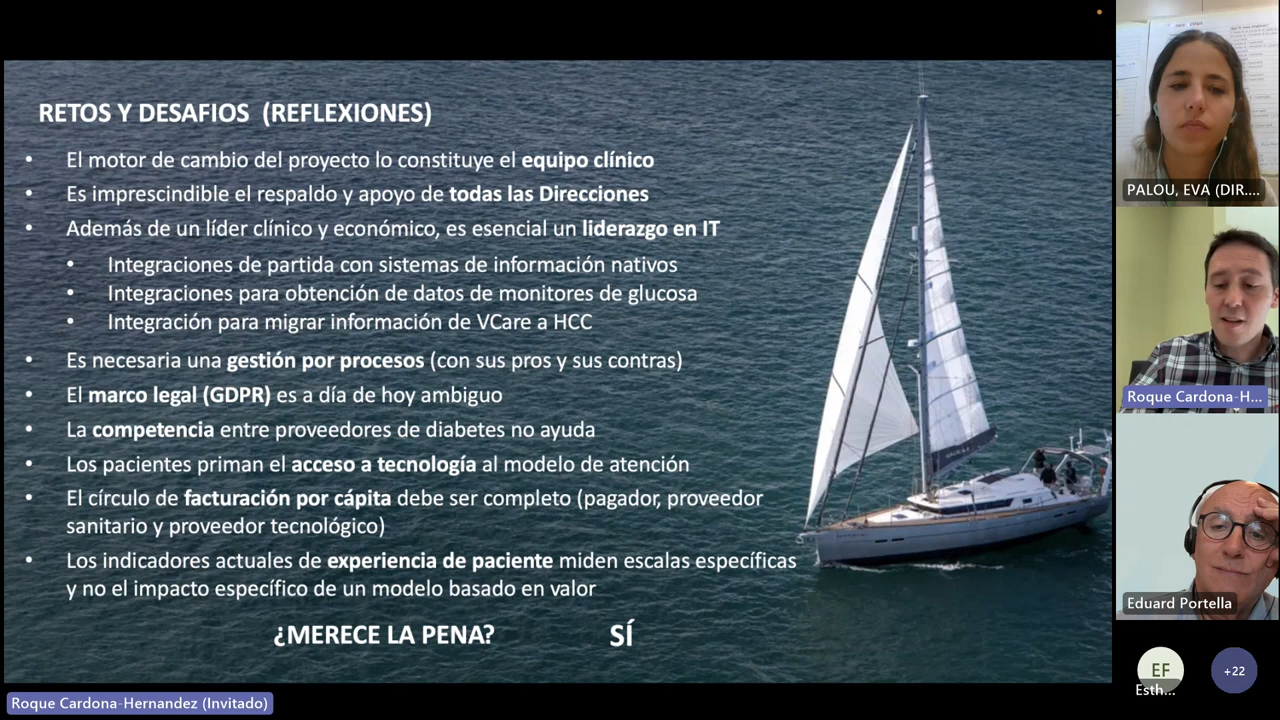 RETOS Y DESAFIOS (REFLEXIONES)
• El motor de cambio del proyecto lo constituye el equipo clínico
• Es imprescindible el respaldo y apoyo de todas las Direcciones
• Además de un líder clínico y económico, es esencial un liderazgo en IT
• Integraciones de partida con sistemas de información nativos
• Integraciones para obtención de datos de monitores de glucosa
• Integración para migrar información de VCare a HCC
• Es necesaria una gestión por procesos (con sus pros y sus contras)
• El marco legal (GDPR) es a día de hoy ambiguo
• La competencia entre proveedores de diabetes no ayuda
• Los pacientes priman el acceso a tecnología al modelo de atención
• El círculo de facturación por cápita debe ser completo (pagador, proveedor
sanitario y proveedor tecnológico)
• Los indicadores actuales de experiencia de paciente miden escalas específicas
y no el impacto específico de un modelo basado en valor
¿MERECE LA PENA? SÍ
Roque Cardona-Hernandez (Invitado)
PALOU, EVA (DIR....
Roque Cardona-H...
Eduard Portella
EF
Esth...
+22